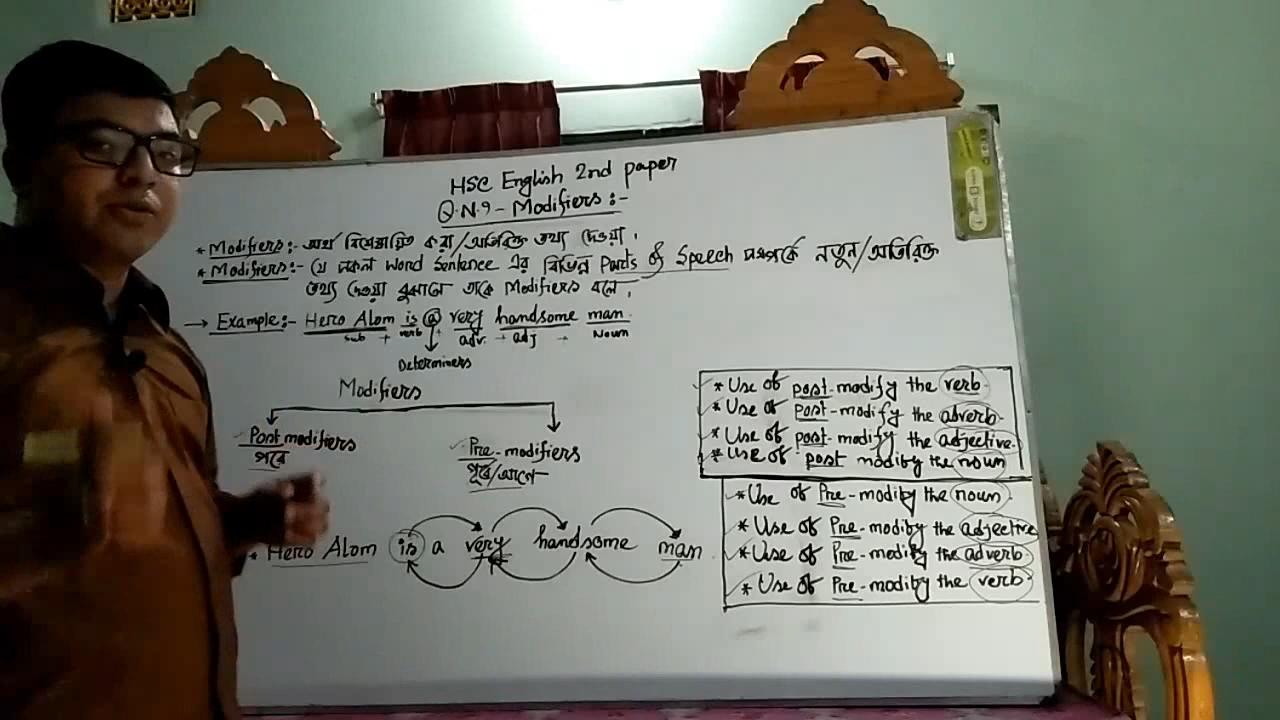 HSC English 2nd paper
Q.N.9 - Modifiers:-
* Modifiers:- অর্থ বিশেষায়িত করা/অতিরিক্ত তথ্য দেওয়া।
* Modifiers:- যে সকল word Sentence এর বিভিন্ন Parts of Speech সম্পর্কে নতুন/অতিরিক্ত
তথ্য দেওয়া বুঝালে তাকে Modifiers বলে।
→ Example:- Hero Alom is a very handsome man.
sub + verb + adv. adj Noun
Determiners
Modifiers
Post modifiers
পরে
Pre-modifiers
পূর্বে/আগে
* Hero Alom is a very handsome man
* Use of post-modify the verb
* Use of post-modify the adverb
* Use of post-modify the adjective
* Use of post modify the noun
* Use of Pre-modify the noun
* Use of Pre-modify the adjective
* Use of Pre-modify the adverb
* Use of Pre-modify the verb